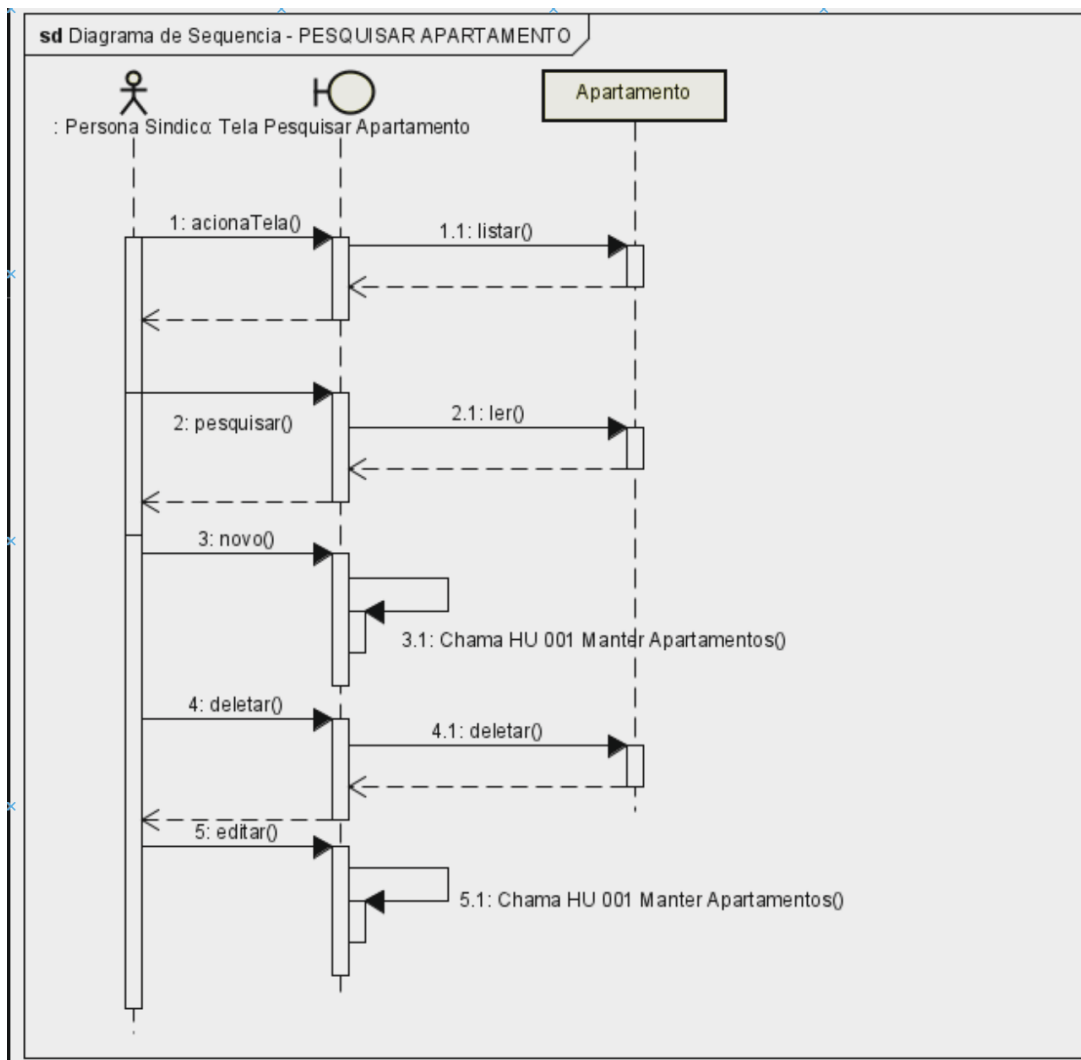 sd Diagrama de Sequencia - PESQUISAR APARTAMENTO
: Persona Sindico
: Tela Pesquisar Apartamento
Apartamento
1: acionaTela()
1.1: listar()
2: pesquisar()
2.1: ler()
3: novo()
3.1: Chama HU 001 Manter Apartamentos()
4: deletar()
4.1: deletar()
5: editar()
5.1: Chama HU 001 Manter Apartamentos()